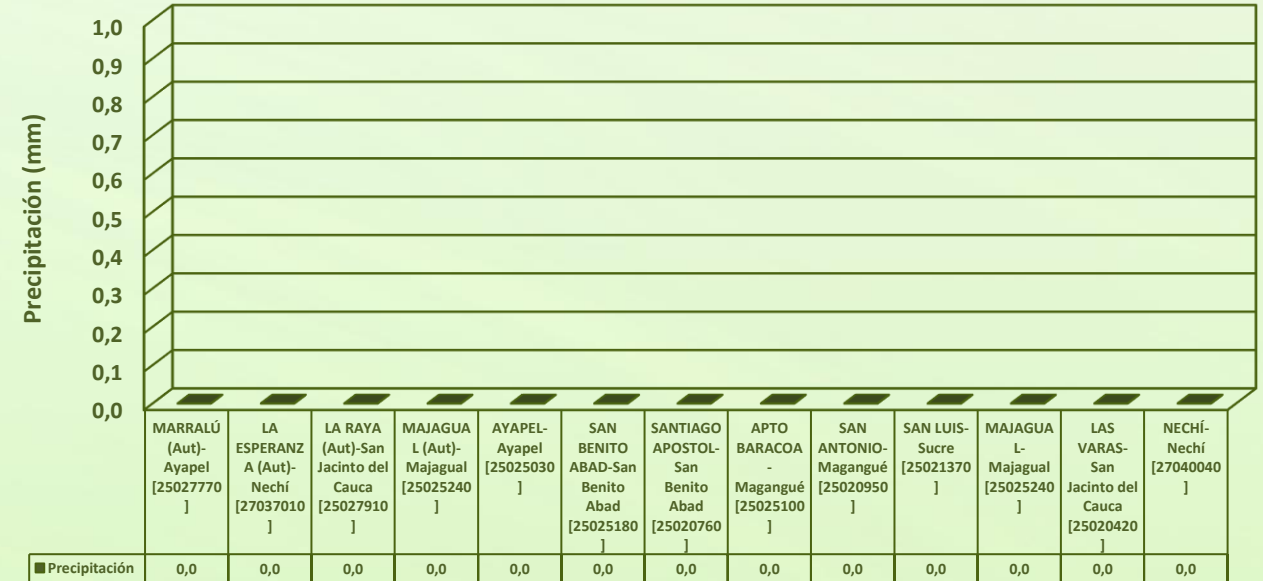 Precipitación (mm)
1,0
0,9
0,8
0,7
0,6
0,5
0,4
0,3
0,2
0,1
0,0
MARRALÚ
(Aut)-
Ayapel
[25027770
]
LA
ESPERANZ
A (Aut)-
Nechí
[27037010
]
LA RAYA
(Aut)-San
Jacinto del
Cauca
[25027910
]
MAJAGUA
L (Aut)-
Majagual
[25025240
]
AYAPEL-
Ayapel
[25025030
]
SAN
BENITO
ABAD-San
Benito
Abad
[25025180
]
SANTIAGO
APOSTOL-
San
Benito
Abad
[25020760
]
APTO
BARACOA
-
Magangué
[25025100
]
SAN
ANTONIO-
Magangué
[25020950
]
SAN LUIS-
Sucre
[25021370
]
MAJAGUA
L-
Majagual
[25025240
]
LAS
VARAS-
San
Jacinto del
Cauca
[25020420
]
NECHÍ-
Nechí
[27040040
]
Precipitación 0,0 0,0 0,0 0,0 0,0 0,0 0,0 0,0 0,0 0,0 0,0 0,0 0,0